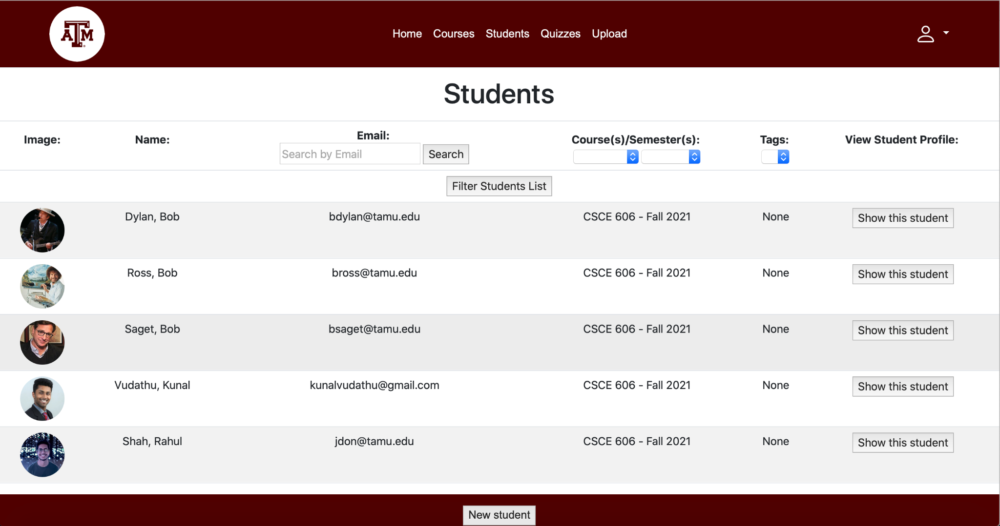 ATM
Home Courses Students Quizzes Upload
Students
Image: Name: Email: Course(s)/Semester(s): Tags: View Student Profile:
Search by Email Search
Filter Students List
Dylan, Bob bdylan@tamu.edu CSCE 606 - Fall 2021 None Show this student
Ross, Bob bross@tamu.edu CSCE 606 - Fall 2021 None Show this student
Saget, Bob bsaget@tamu.edu CSCE 606 - Fall 2021 None Show this student
Vudathu, Kunal kunalvudathu@gmail.com CSCE 606 - Fall 2021 None Show this student
Shah, Rahul jdon@tamu.edu CSCE 606 - Fall 2021 None Show this student
New student